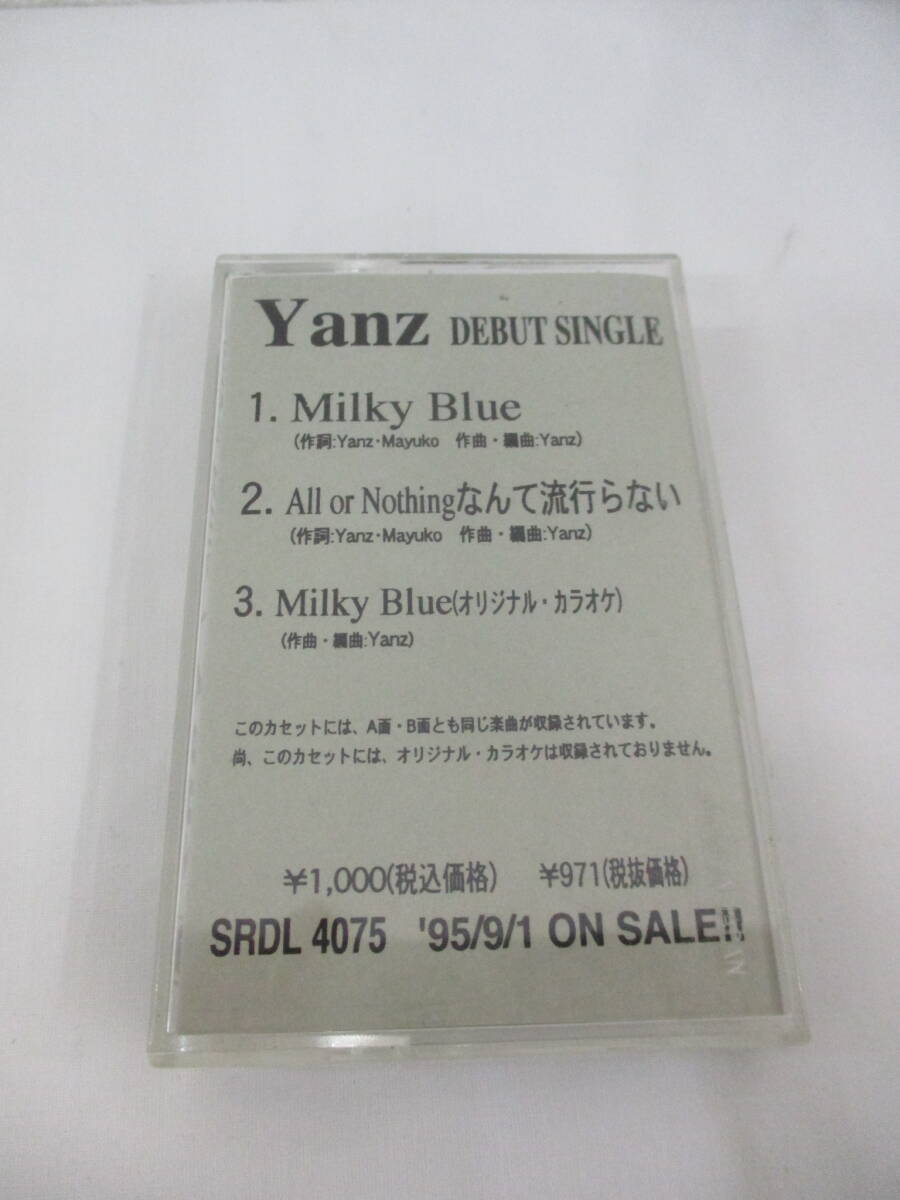 Yanz DEBUT SINGLE
1. Milky Blue
(作詞:Yanz・Mayuko 作曲・編曲:Yanz)
2. All or Nothingなんて流行らない
(作詞:Yanz・Mayuko 作曲・編曲:Yanz)
3. Milky Blue(オリジナル・カラオケ)
(作曲・編曲:Yanz)
このカセットには、A面・B面とも同じ楽曲が収録されています。
尚、このカセットには、オリジナル・カラオケは収録されておりません。
¥1,000(税込価格) ¥971(税抜価格)
SRDL 4075 '95/9/1 ON SALE!!